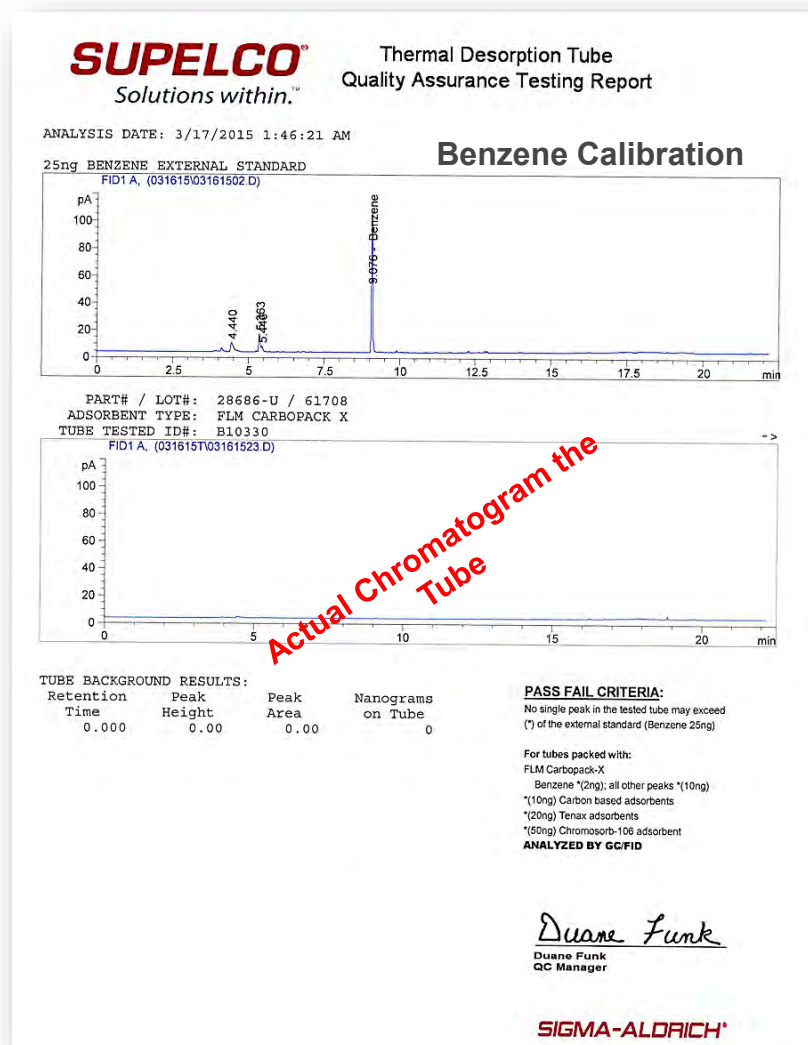 SUPELCO®
Solutions within.™
Thermal Desorption Tube
Quality Assurance Testing Report
ANALYSIS DATE: 3/17/2015 1:46:21 AM
Benzene Calibration
25ng BENZENE EXTERNAL STANDARD
FID1 A, (031615\03161502.D)
pA
100
80
60
40
20
0
4.440
5.446
9.076 - Benzene
0 2.5 5 7.5 10 12.5 15 17.5 20 min
PART# / LOT#: 28686-U / 61708
ADSORBENT TYPE: FLM CARBOPACK X
TUBE TESTED ID#: B10330
->
FID1 A, (031615T\03161523.D)
pA
100
80
60
40
20
0
0 5 10 15 20 min
Actual Chromatogram the
Tube
TUBE BACKGROUND RESULTS:
Retention Peak Peak Nanograms
Time Height Area on Tube
0.000 0.00 0.00 0
PASS FAIL CRITERIA:
No single peak in the tested tube may exceed
(*) of the external standard (Benzene 25ng)
For tubes packed with:
FLM Carbopack-X
Benzene *(2ng); all other peaks *(10ng)
*(10ng) Carbon based adsorbents
*(20ng) Tenax adsorbents
*(50ng) Chromosorb-106 adsorbent
ANALYZED BY GC/FID
Duane Funk
Duane Funk
QC Manager
SIGMA-ALDRICH®